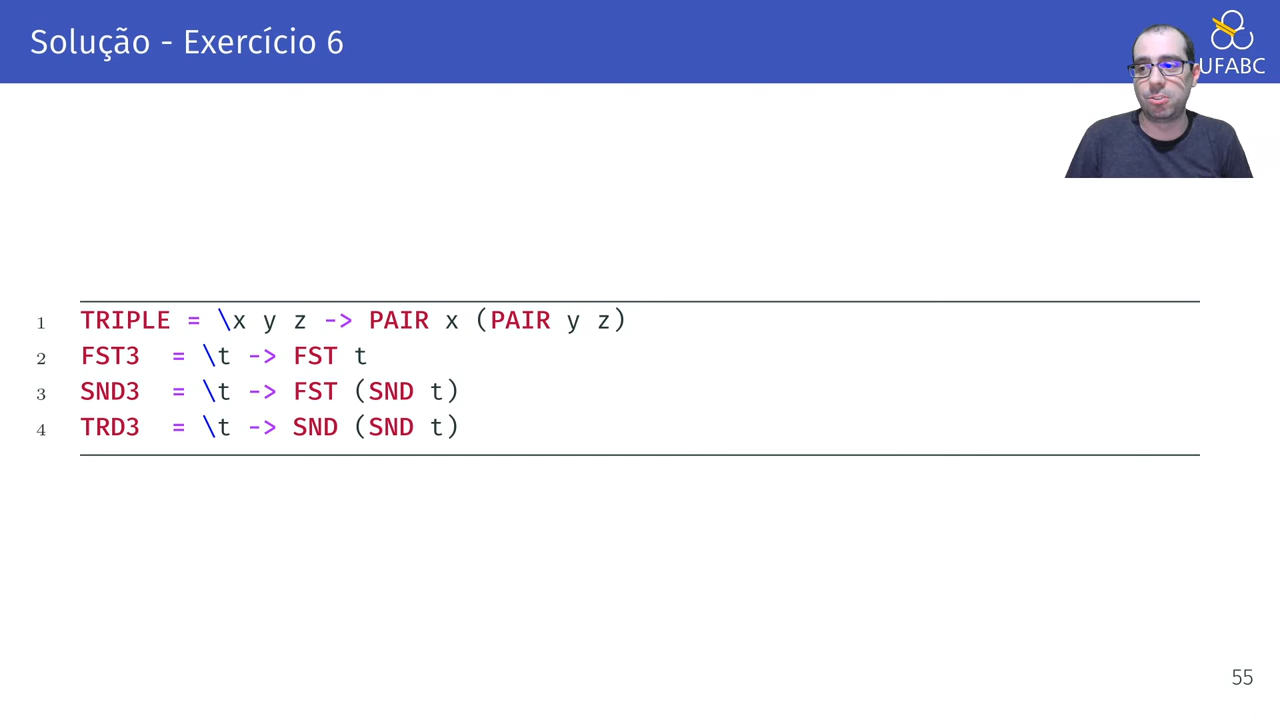 Solução - Exercício 6
UFABC
1 TRIPLE = \x y z -> PAIR x (PAIR y z)
2 FST3 = \t -> FST t
3 SND3 = \t -> FST (SND t)
4 TRD3 = \t -> SND (SND t)
55